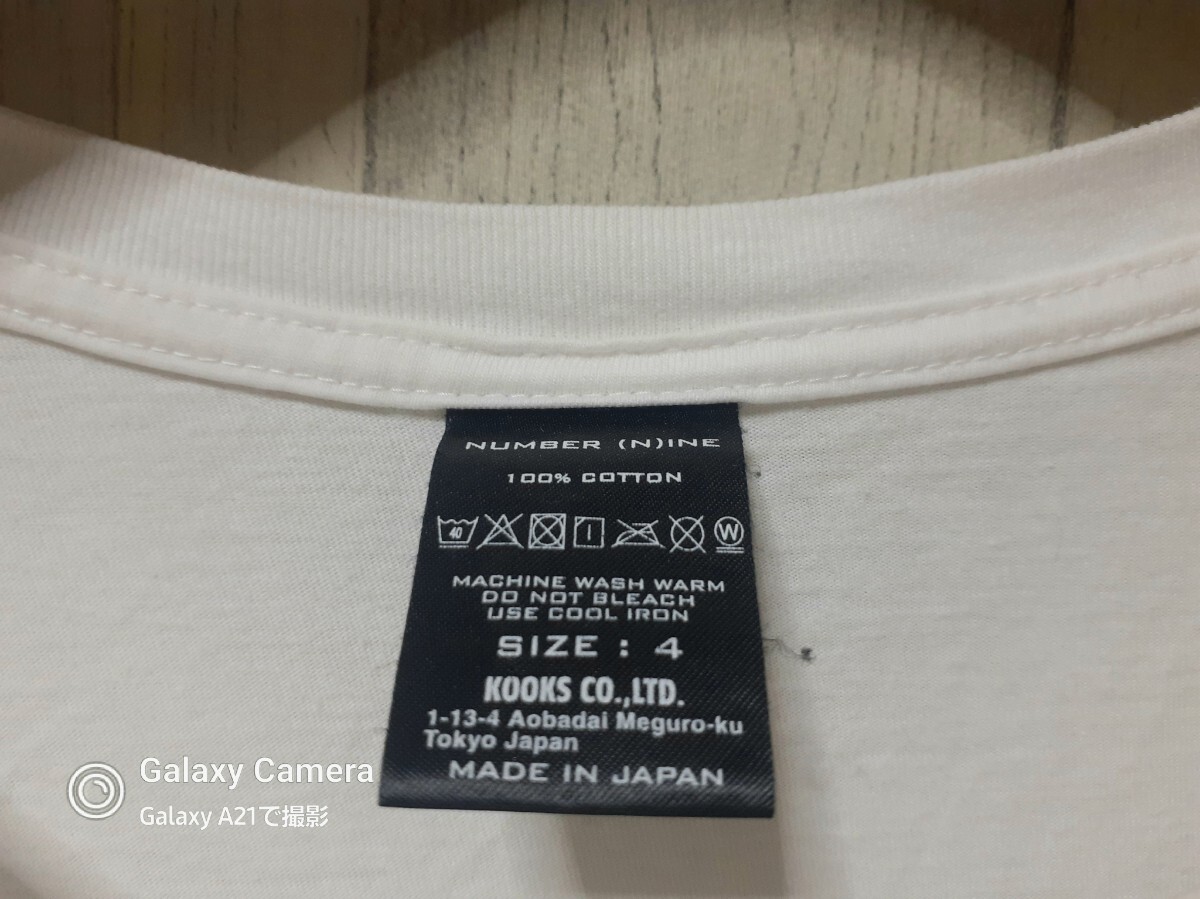 NUMBER (N)INE
100% COTTON
40 W
MACHINE WASH WARM
DO NOT BLEACH
USE COOL IRON
SIZE : 4
KOOKS CO.,LTD.
1-13-4 Aobadai Meguro-ku
Tokyo Japan
MADE IN JAPAN
Galaxy Camera
Galaxy A21で撮影